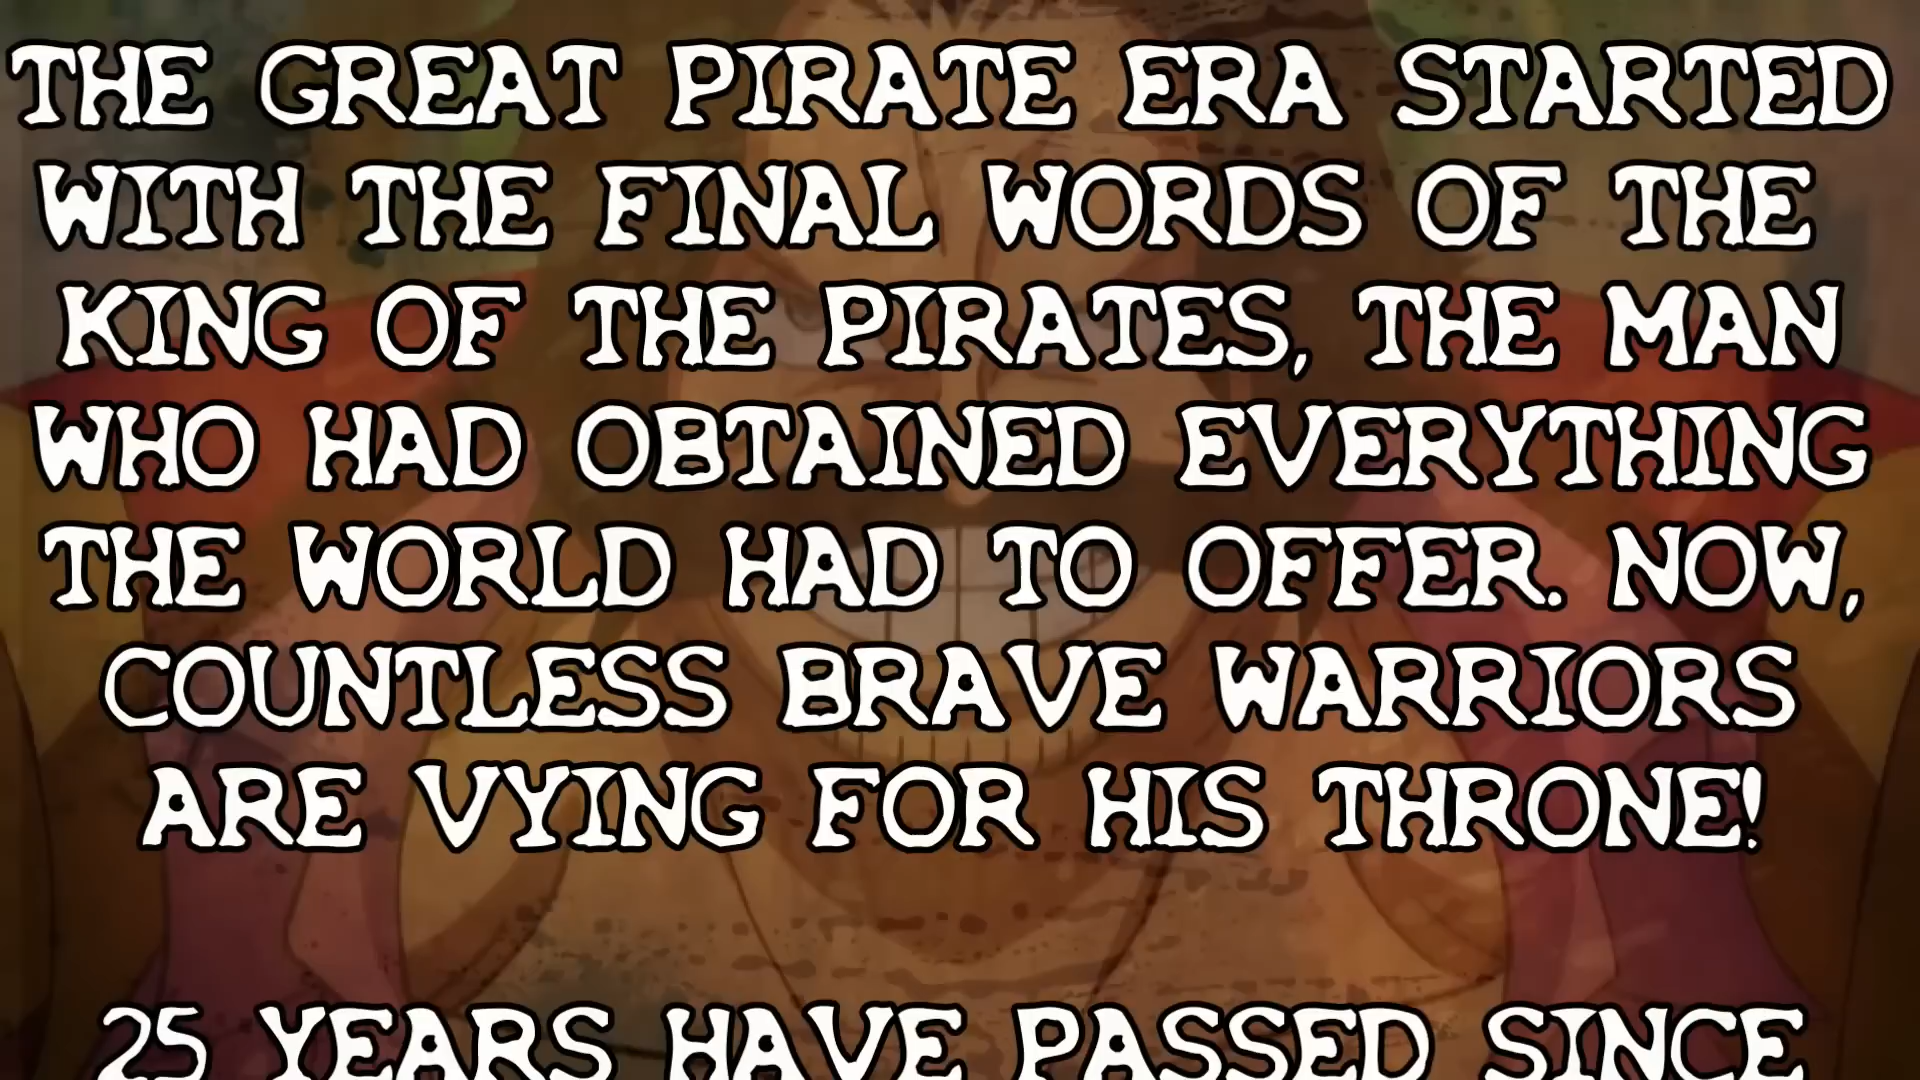 THE GREAT PIRATE ERA STARTED
WITH THE FINAL WORDS OF THE
KING OF THE PIRATES, THE MAN
WHO HAD OBTAINED EVERYTHING
THE WORLD HAD TO OFFER. NOW,
COUNTLESS BRAVE WARRIORS
ARE VYING FOR HIS THRONE!
25 YEARS HAVE PASSED SINCE